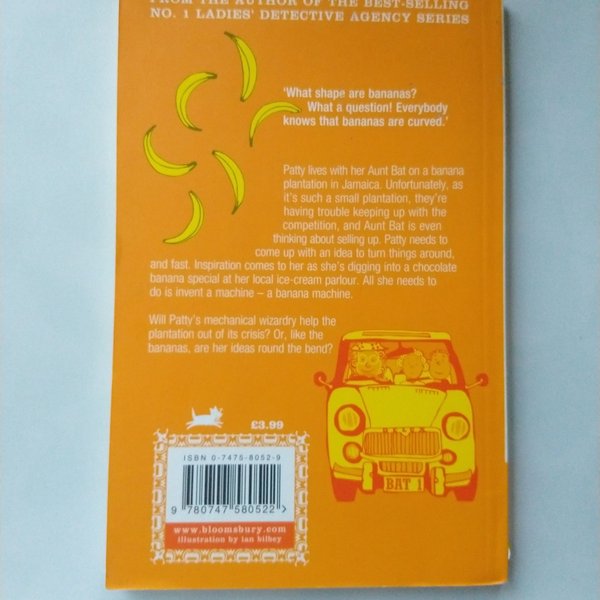 FROM THE AUTHOR OF THE BEST-SELLING
NO. 1 LADIES' DETECTIVE AGENCY SERIES
'What shape are bananas?
What a question! Everybody
knows that bananas are curved.'
Patty lives with her Aunt Bat on a banana
plantation in Jamaica. Unfortunately, as
it's such a small plantation, they're
having trouble keeping up with the
competition, and Aunt Bat is even
thinking about selling up. Patty needs to
come up with an idea to turn things around,
and fast. Inspiration comes to her as she's digging into a chocolate
banana special at her local ice-cream parlour. All she needs to
do is invent a machine – a banana machine.
Will Patty's mechanical wizardry help the
plantation out of its crisis? Or, like the
bananas, are her ideas round the bend?
£3.99
ISBN 0-7475-8052-9
9 780747 580522 >
www.bloomsbury.com
illustration by ian bilbey
BAT 1